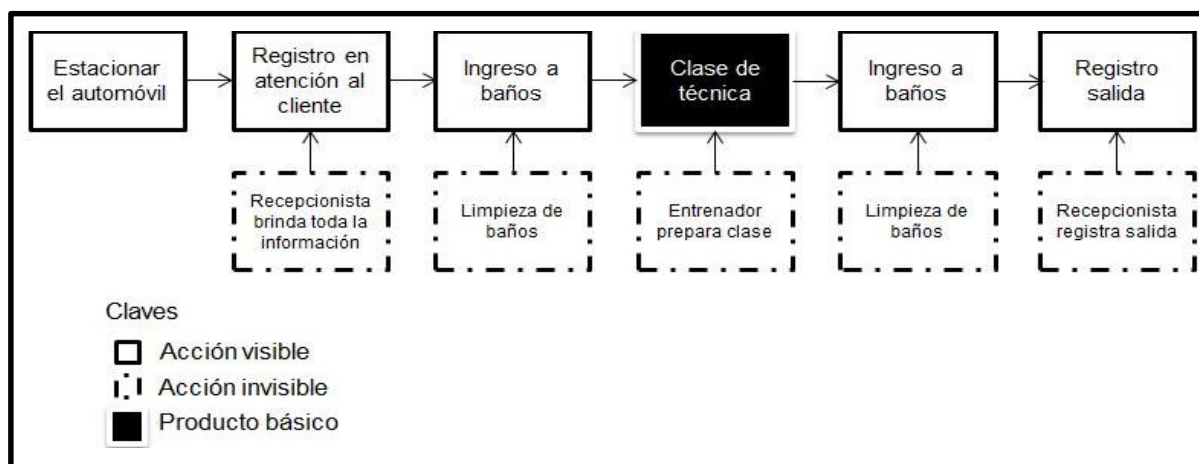 Estacionar
el automóvil
Registro en
atención al
cliente
Ingreso a
baños
Clase de
técnica
Ingreso a
baños
Registro
salida
Recepcionista
brinda toda la
información
Limpieza de
baños
Entrenador
prepara clase
Limpieza de
baños
Recepcionista
registra salida
Claves
Acción visible
Acción invisible
Producto básico